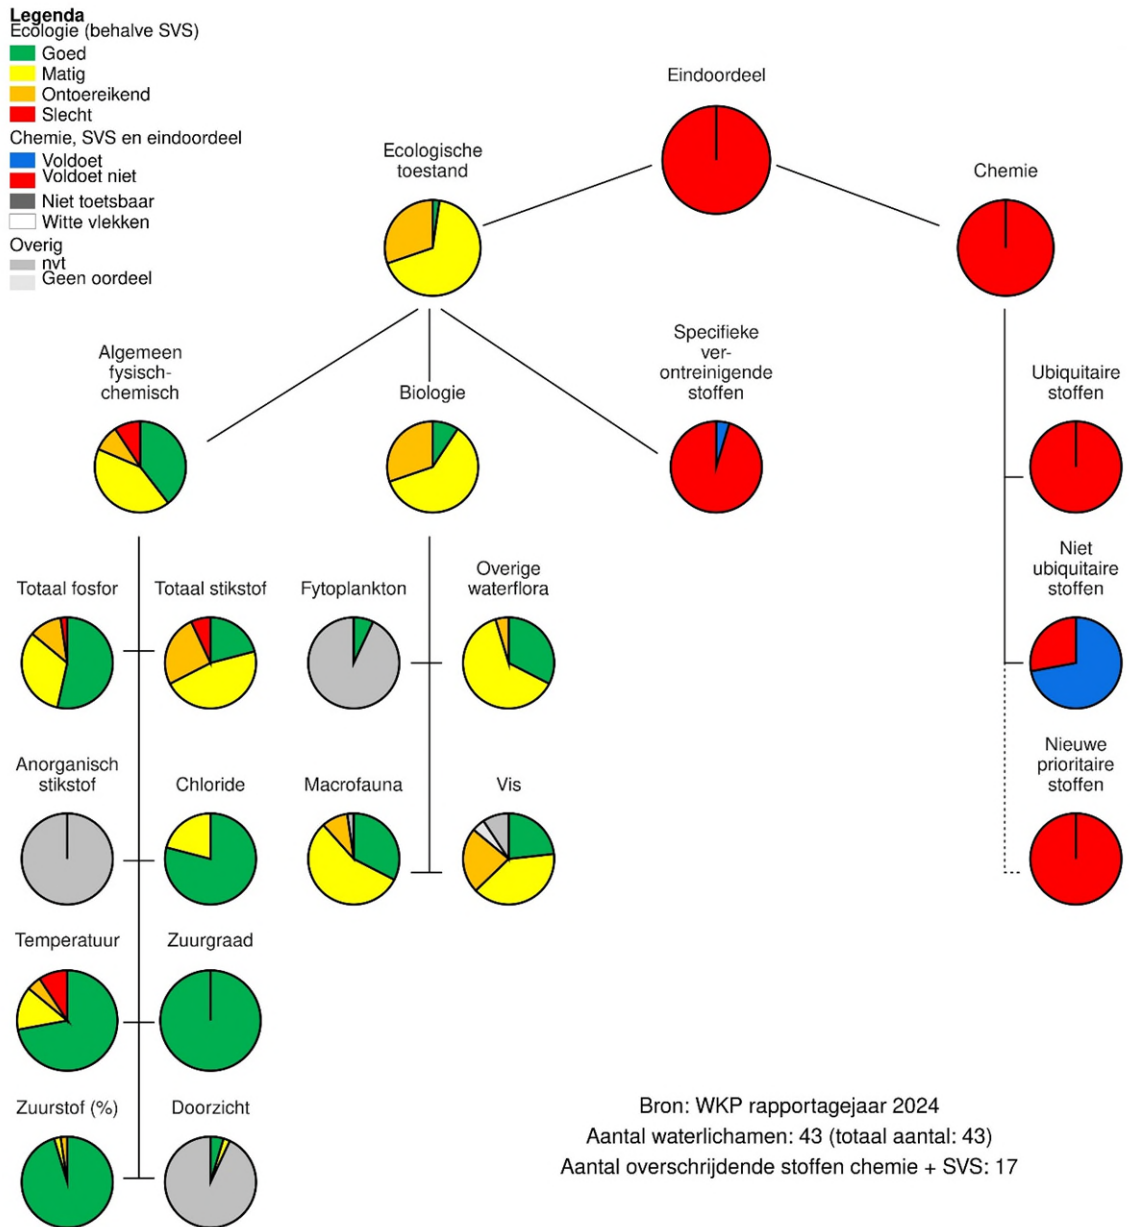 Legenda
Ecologie (behalve SVS)
Goed
Matig
Ontoereikend
Slecht
Chemie, SVS en eindoordeel
Voldoet
Voldoet niet
Niet toetsbaar
Witte vlekken
Overig
nvt
Geen oordeel
Eindoordeel
Ecologische
toestand
Chemie
Algemeen
fysisch-
chemisch
Biologie
Specifieke
ver-
ontreinigende
stoffen
Ubiquitaire
stoffen
Totaal fosfor
Totaal stikstof
Fytoplankton
Overige
waterflora
Niet
ubiquitaire
stoffen
Anorganisch
stikstof
Chloride
Macrofauna
Vis
Nieuwe
prioritaire
stoffen
Temperatuur
Zuurgraad
Zuurstof (%)
Doorzicht
Bron: WKP rapportagejaar 2024
Aantal waterlichamen: 43 (totaal aantal: 43)
Aantal overschrijdende stoffen chemie + SVS: 17